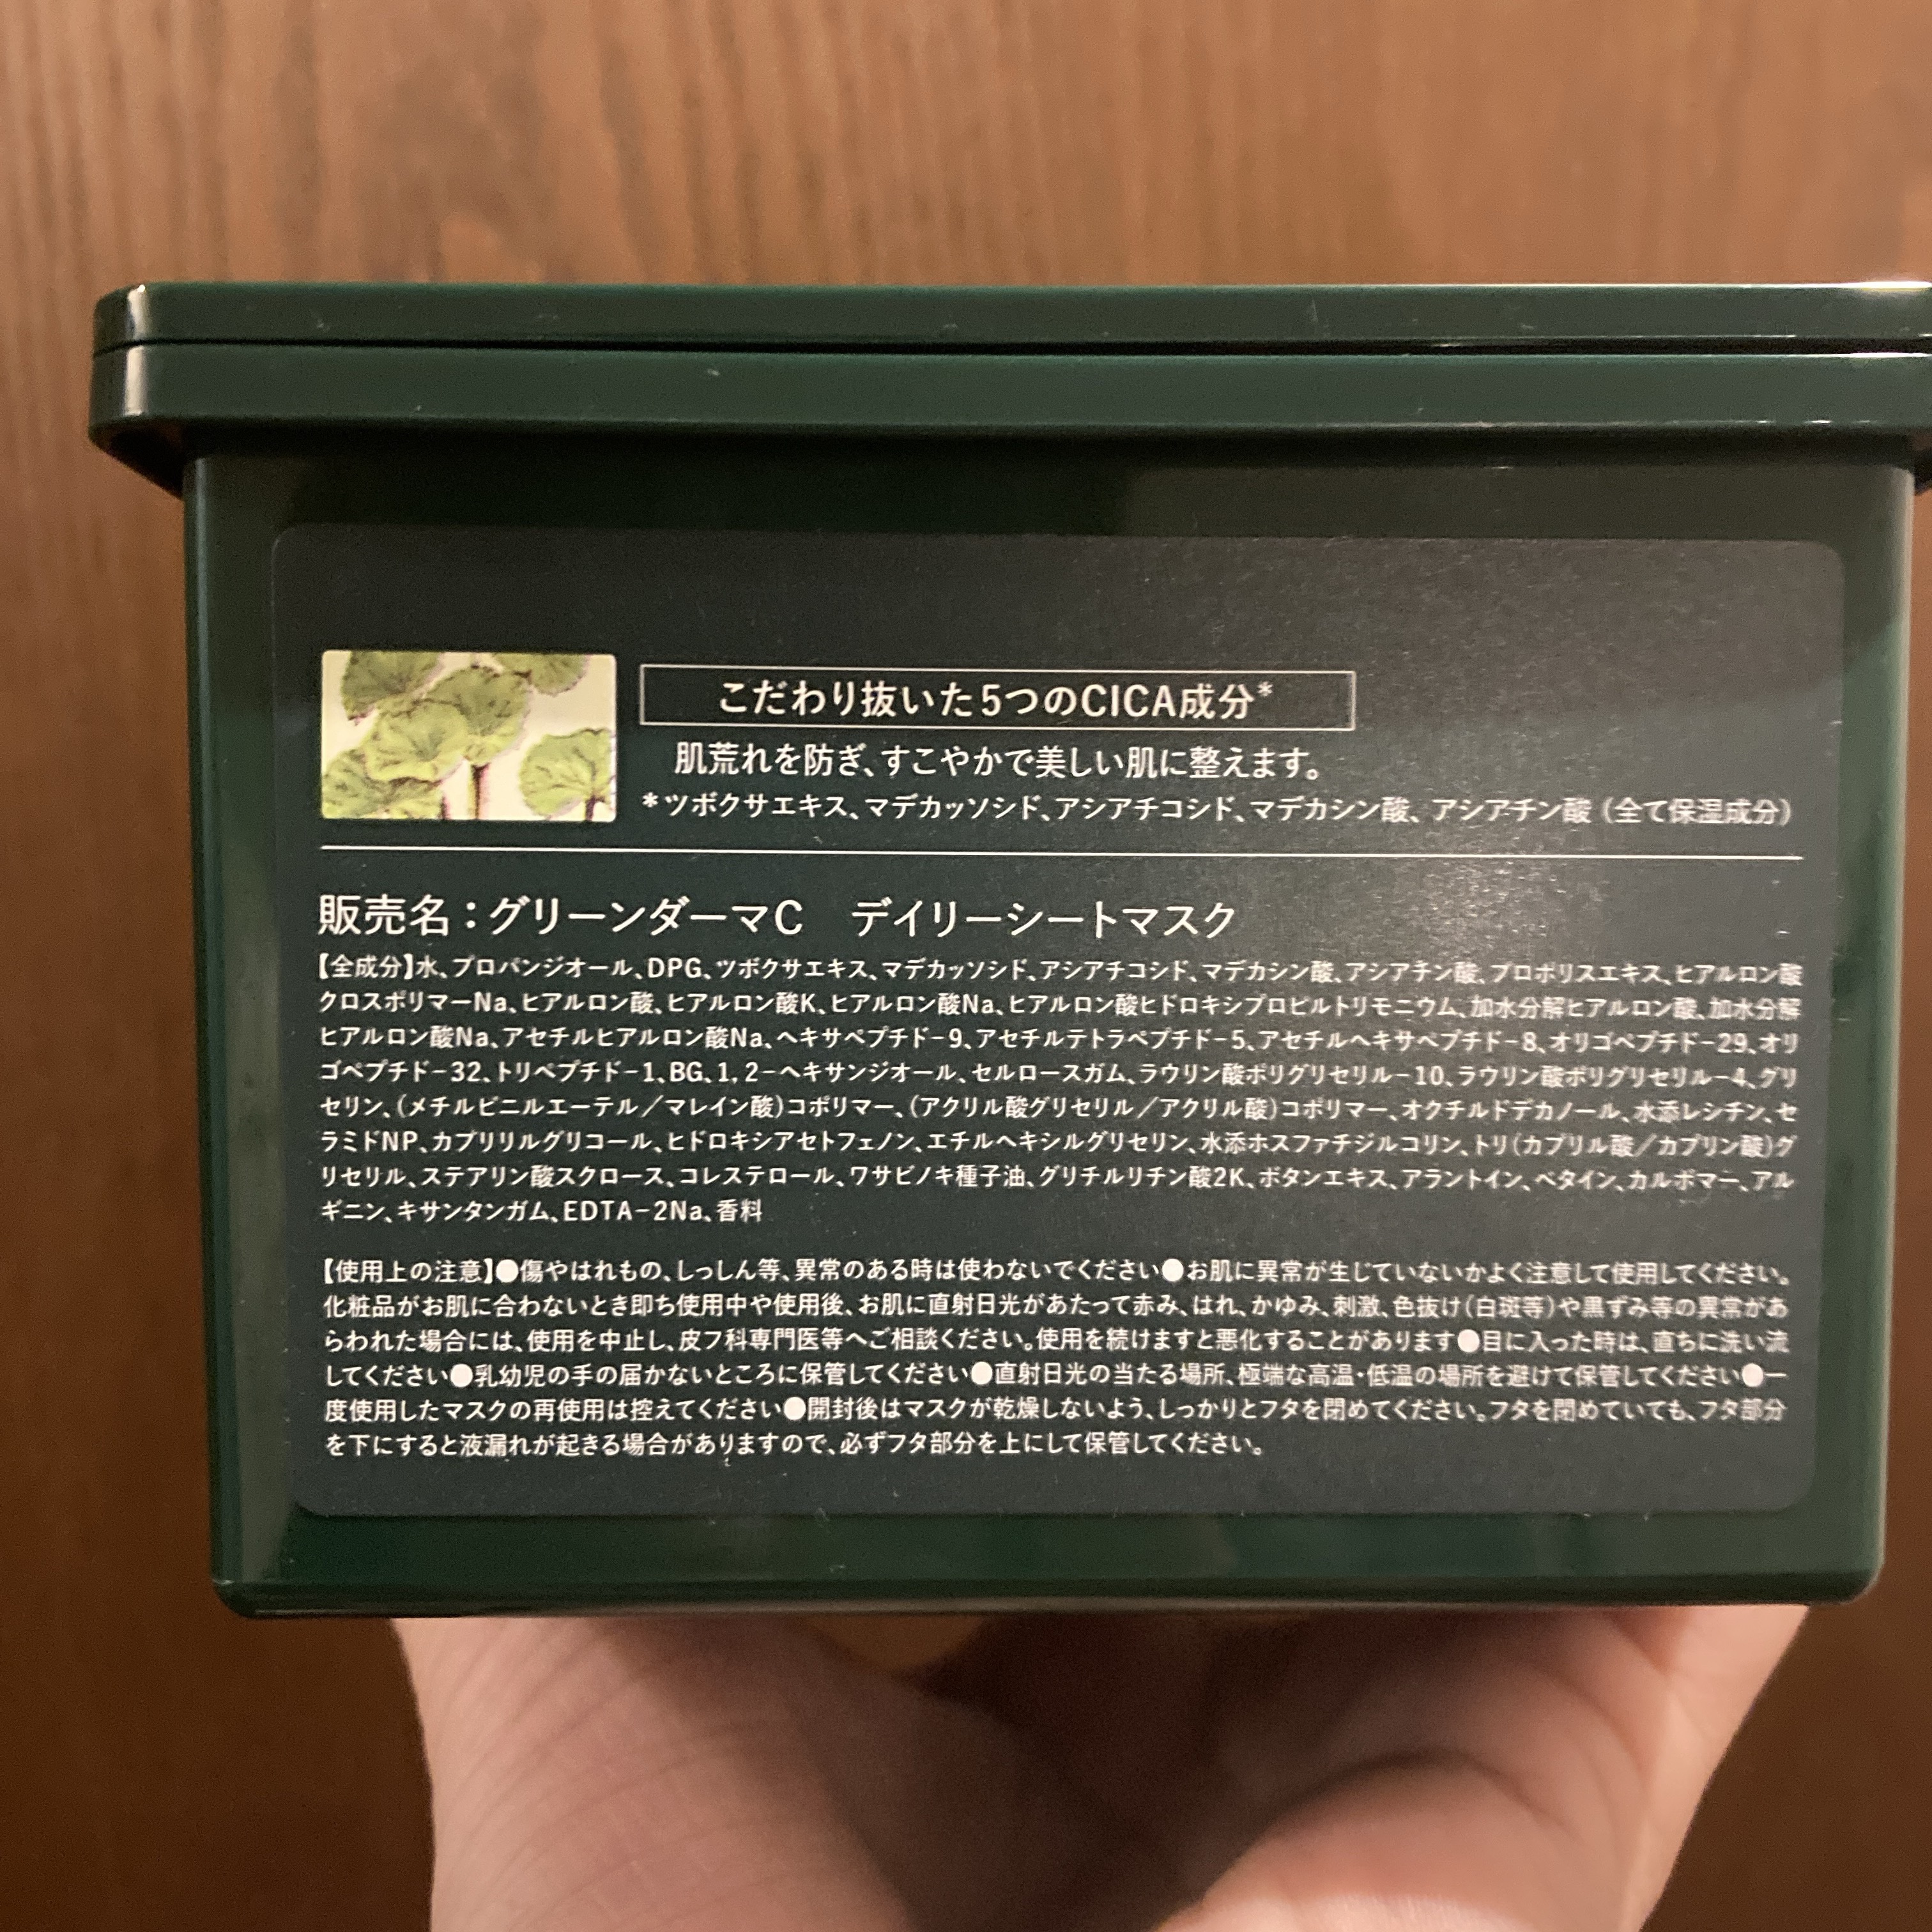 こだわり抜いた5つのCICA成分*
肌荒れを防ぎ、すこやかで美しい肌に整えます。
*ツボクサエキス、マデカッソシド、アシアチコシド、マデカシン酸、アシアチン酸（全て保湿成分）
販売名：グリーンダーマC　デイリーシートマスク
【全成分】水、プロパンジオール、DPG、ツボクサエキス、マデカッソシド、アシアチコシド、マデカシン酸、アシアチン酸、プロポリスエキス、ヒアルロン酸
クロスポリマーNa、ヒアルロン酸、ヒアルロン酸K、ヒアルロン酸Na、ヒアルロン酸ヒドロキシプロピルトリモニウム、加水分解ヒアルロン酸、加水分解
ヒアルロン酸Na、アセチルヒアルロン酸Na、ヘキサペプチド-9、アセチルテトラペプチド-5、アセチルヘキサペプチド-8、オリゴペプチド-29、オリ
ゴペプチド-32、トリペプチド-1、BG、1,2-ヘキサンジオール、セルロースガム、ラウリン酸ポリグリセリル-10、ラウリン酸ポリグリセリル-4、グリ
セリン、(メチルビニルエーテル／マレイン酸)コポリマー、(アクリル酸グリセリル／アクリル酸)コポリマー、オクチルドデカノール、水添レシチン、セ
ラミドNP、カプリリルグリコール、ヒドロキシアセトフェノン、エチルヘキシルグリセリン、水添ホスファチジルコリン、トリ(カプリル酸／カプリン酸)グ
リセリル、ステアリン酸スクロース、コレステロール、ワサビノキ種子油、グリチルリチン酸2K、ボタンエキス、アラントイン、ベタイン、カルボマー、アル
ギニン、キサンタンガム、EDTA-2Na、香料
【使用上の注意】●傷やはれもの、しっしん等、異常のある時は使わないでください●お肌に異常が生じていないかよく注意して使用してください。
化粧品がお肌に合わないとき即ち使用中や使用後、お肌に直射日光があたって赤み、はれ、かゆみ、刺激、色抜け(白斑等)や黒ずみ等の異常があ
らわれた場合には、使用を中止し、皮フ科専門医等へご相談ください。使用を続けますと悪化することがあります●目に入った時は、直ちに洗い流
してください●乳幼児の手の届かないところに保管してください●直射日光の当たる場所、極端な高温・低温の場所を避けて保管してください●一
度使用したマスクの再使用は控えてください●開封後はマスクが乾燥しないよう、しっかりとフタを閉めてください。フタを閉めていても、フタ部分
を下にすると液漏れが起きる場合がありますので、必ずフタ部分を上にして保管してください。